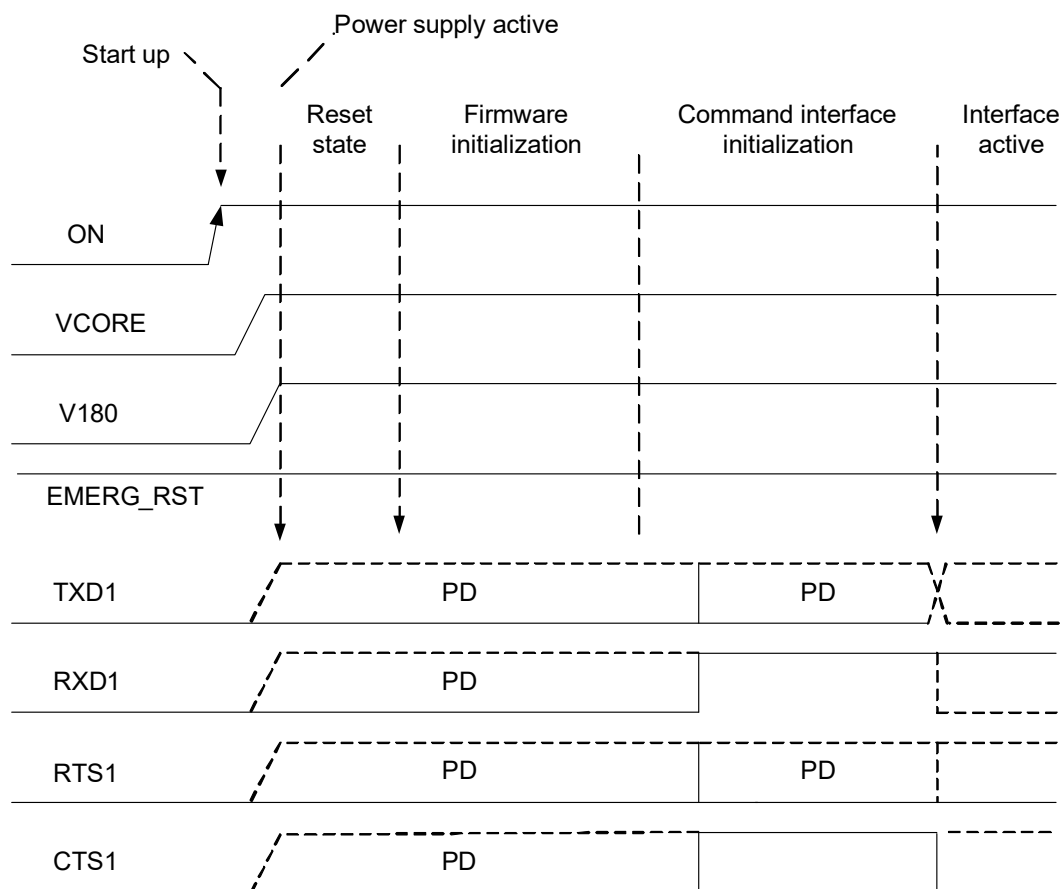 Power supply active
Start up
Reset state
Firmware initialization
Command interface initialization
Interface active
ON
VCORE
V180
EMERG_RST
TXD1
PD
PD
RXD1
PD
RTS1
PD
PD
CTS1
PD